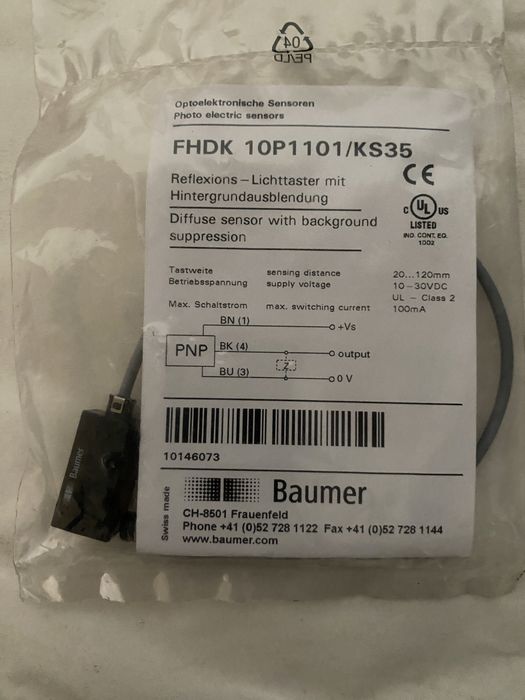 04
PE/LD
Optoelektronische Sensoren
Photo electric sensors
FHDK 10P1101/KS35
CE
Reflexions – Lichttaster mit
Hintergrundausblendung
Diffuse sensor with background
suppression
C UL US
LISTED
IND. CONT. EQ.
1002
Tastweite sensing distance 20...120mm
Betriebsspannung supply voltage 10–30VDC
UL – Class 2
Max. Schaltstrom max. switching current 100mA
BN (1) +Vs
PNP BK (4) output
Z
BU (3) 0 V
10146073
Swiss made
Baumer
CH-8501 Frauenfeld
Phone +41 (0)52 728 1122 Fax +41 (0)52 728 1144
www.baumer.com
Baumer